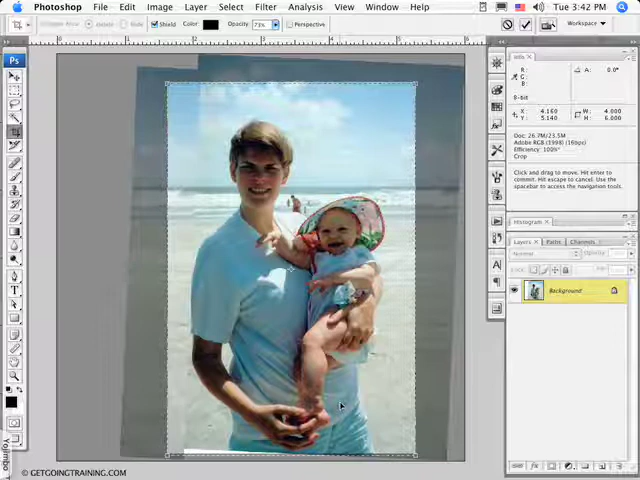 Photoshop File Edit Image Layer Select Filter Analysis View Window Help Tue 3:42 PM
Shield Color: Opacity: 71% Perspective Workspace
Ps
Info
R:
G:
B:
A: 0.0°
8-bit
X: 4.160
Y: 5.140
W: 4.000
H: 6.000
Doc: 26.7M/23.5M
Adobe RGB (1998) (16bpc)
Efficiency: 100%*
Crop
Click and drag to move. Hit enter to
commit. Hit escape to cancel. Use the
spacebar to access the navigation tools.
Histogram
Layers Paths Channels
Normal Opacity:
Lock: Fill:
Background
Yojimbo
© GETGOINGTRAINING.COM